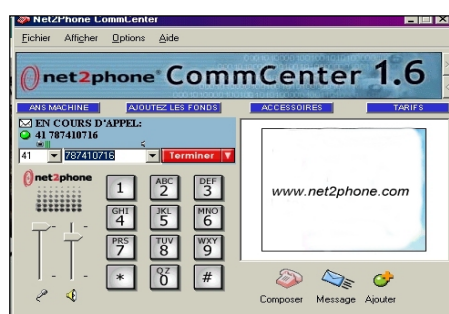 Net2Phone CommCenter
Fichier Afficher Options Aide
net2phone® CommCenter 1.6
ANS MACHINE AJOUTEZ LES FONDS ACCESSOIRES TARIFS
EN COURS D'APPEL:
41 787410716
41 787410716 Terminer
net2phone
1 ABC 2 DEF 3
GHI 4 JKL 5 MNO 6
PRS 7 TUV 8 WXY 9
* QZ 0 #
www.net2phone.com
Composer Message Ajouter